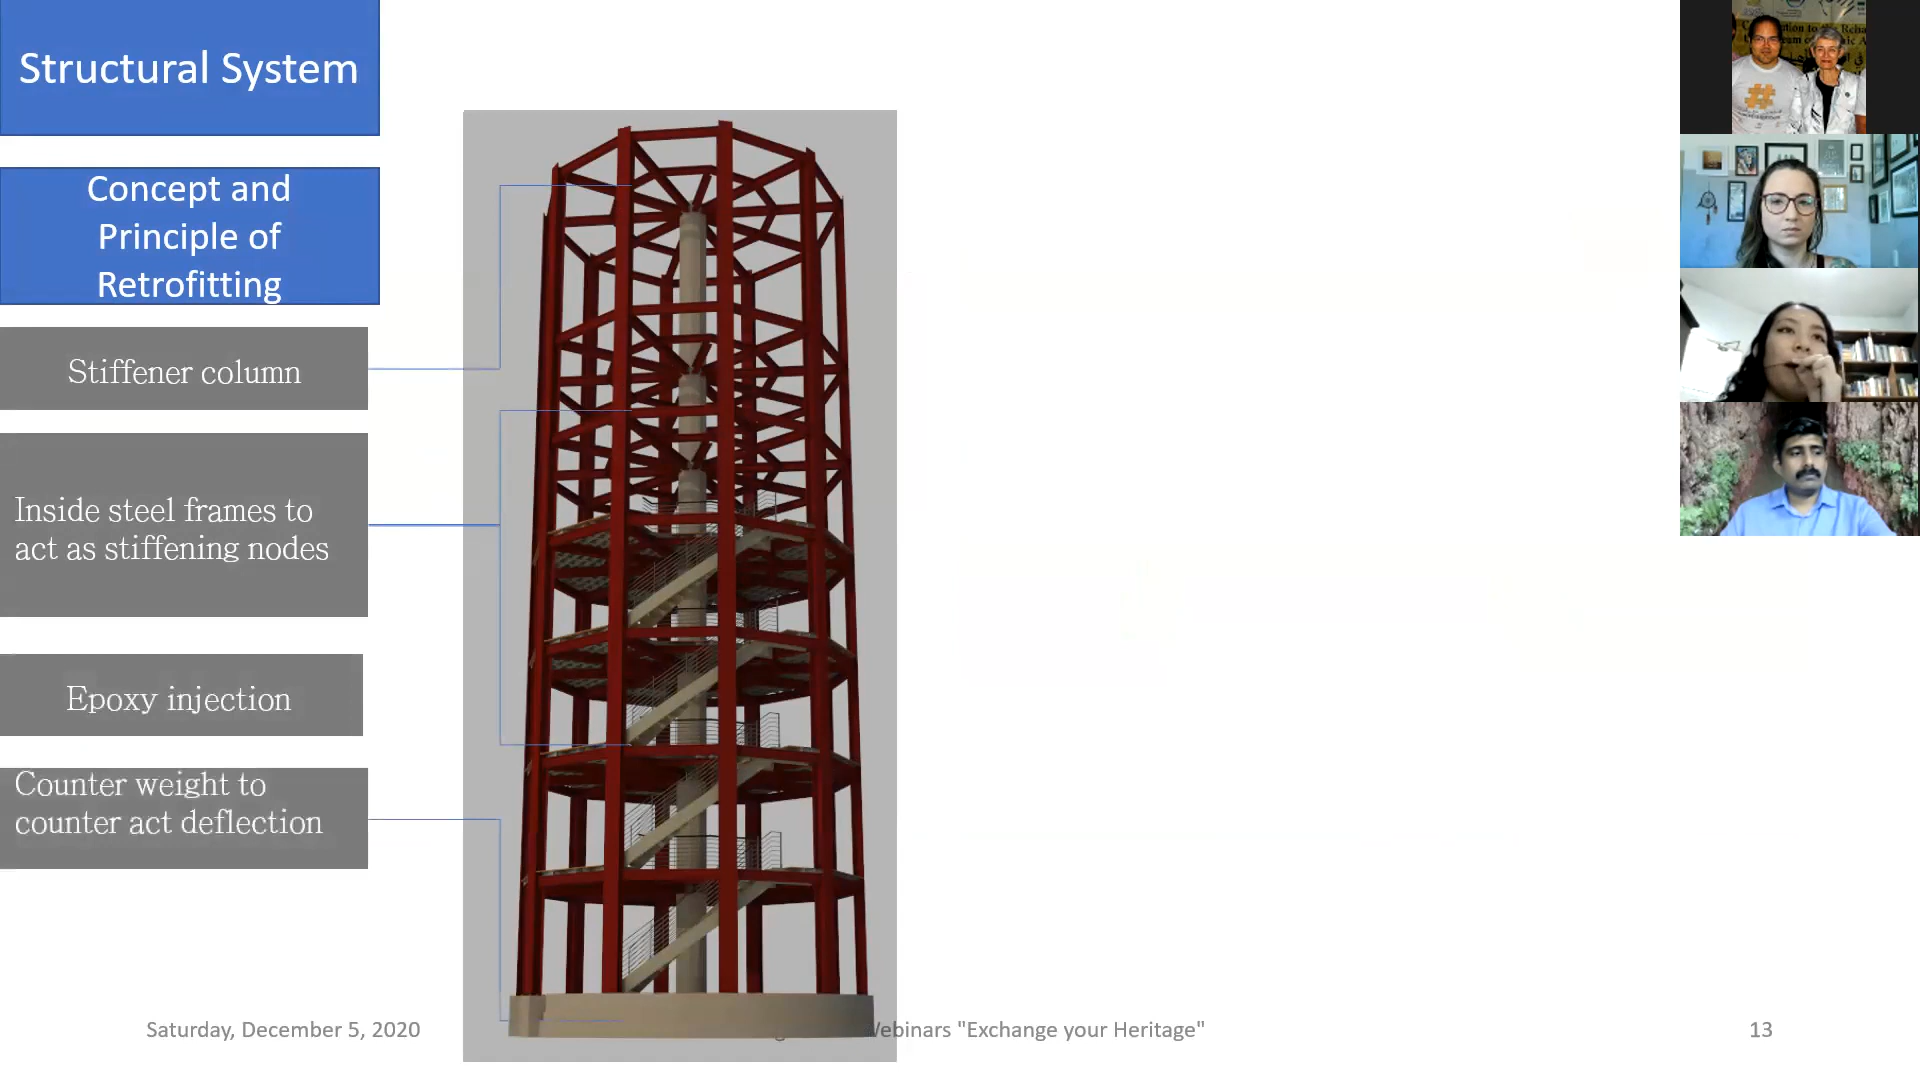 Structural System
Concept and
Principle of
Retrofitting
Stiffener column
Inside steel frames to
act as stiffening nodes
Epoxy injection
Counter weight to
counter act deflection
Saturday, December 5, 2020
Webinars "Exchange your Heritage"
13